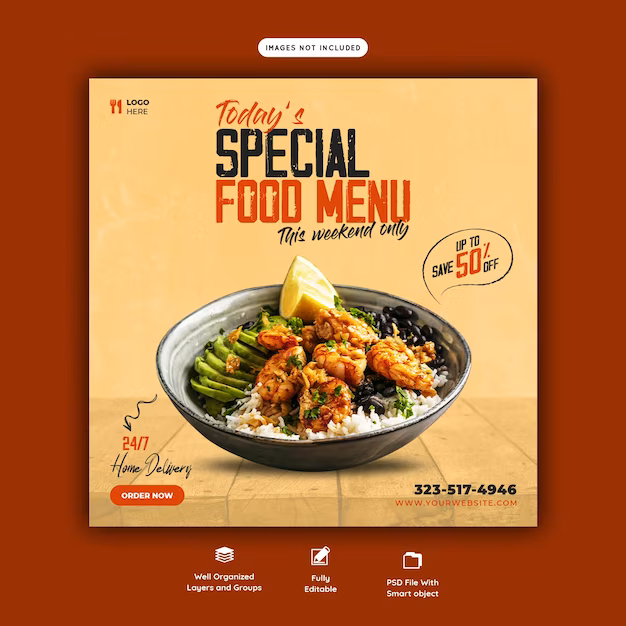 IMAGES NOT INCLUDED
LOGO
HERE
Today's
SPECIAL
FOOD MENU
This weekend only
UP TO
SAVE 50% OFF
24/7
Home Delivery
ORDER NOW
323-517-4946
WWW.YOURWEBSITE.COM
Well Organized
Layers and Groups
Fully
Editable
PSD File With
Smart object